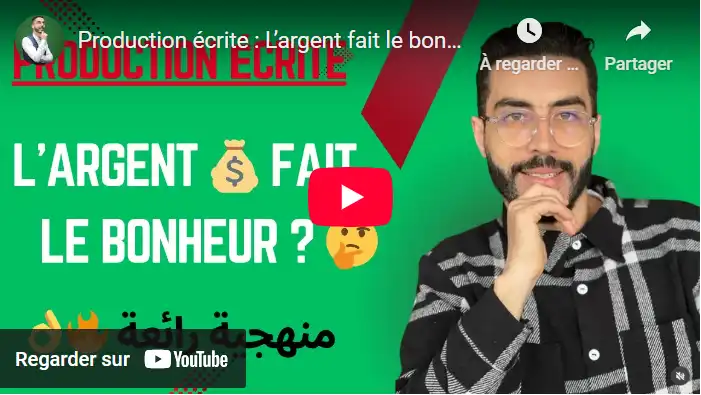 Production écrite : L’argent fait le bon...
PRODUCTION ÉCRITE
À regarder ...
Partager
L’ARGENT 💰 FAIT
LE BONHEUR ? 🤔
منهجية رائعة 🔥👌
Regarder sur YouTube